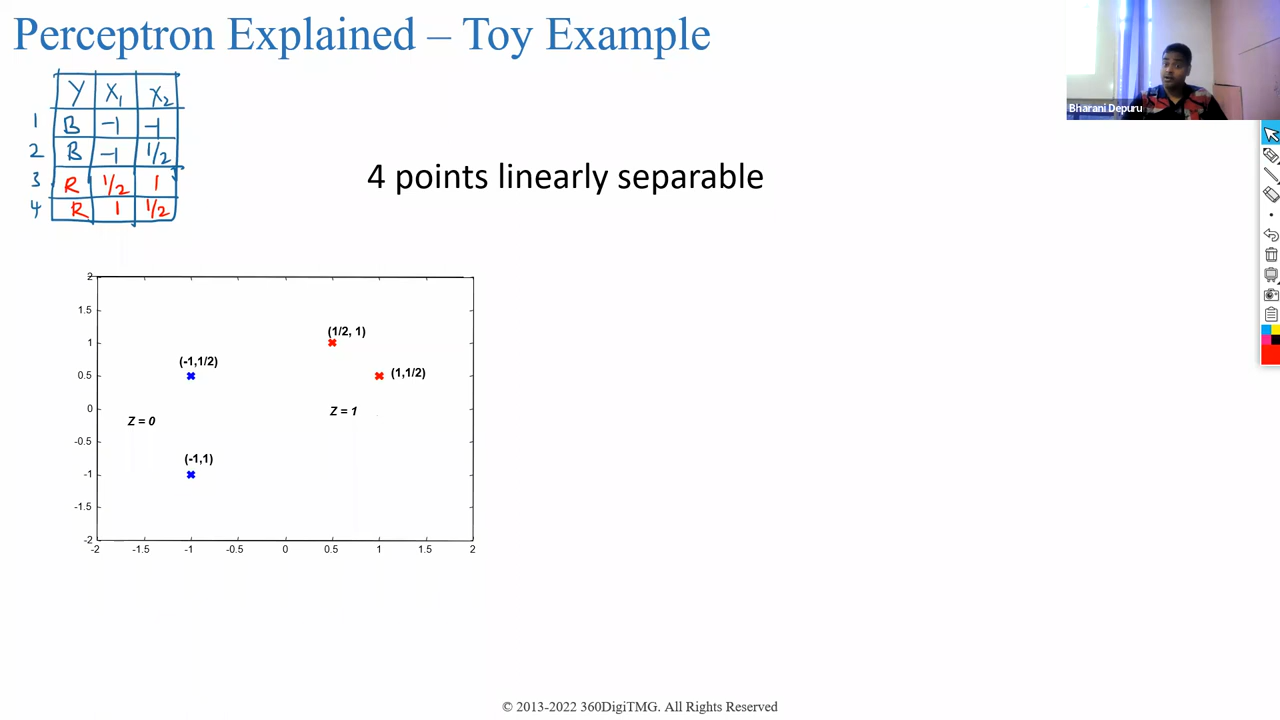 Perceptron Explained – Toy Example
Bharani Depuru
Y X₁ X₂
1 B -1 -1
2 B -1 1/2
3 R 1/2 1
4 R 1 1/2
4 points linearly separable
2
1.5
1
0.5
0
-0.5
-1
-1.5
-2
(1/2, 1)
(-1,1/2)
(1,1/2)
Z = 1
Z = 0
(-1,1)
-2 -1.5 -1 -0.5 0 0.5 1 1.5 2
© 2013-2022 360DigiTMG. All Rights Reserved